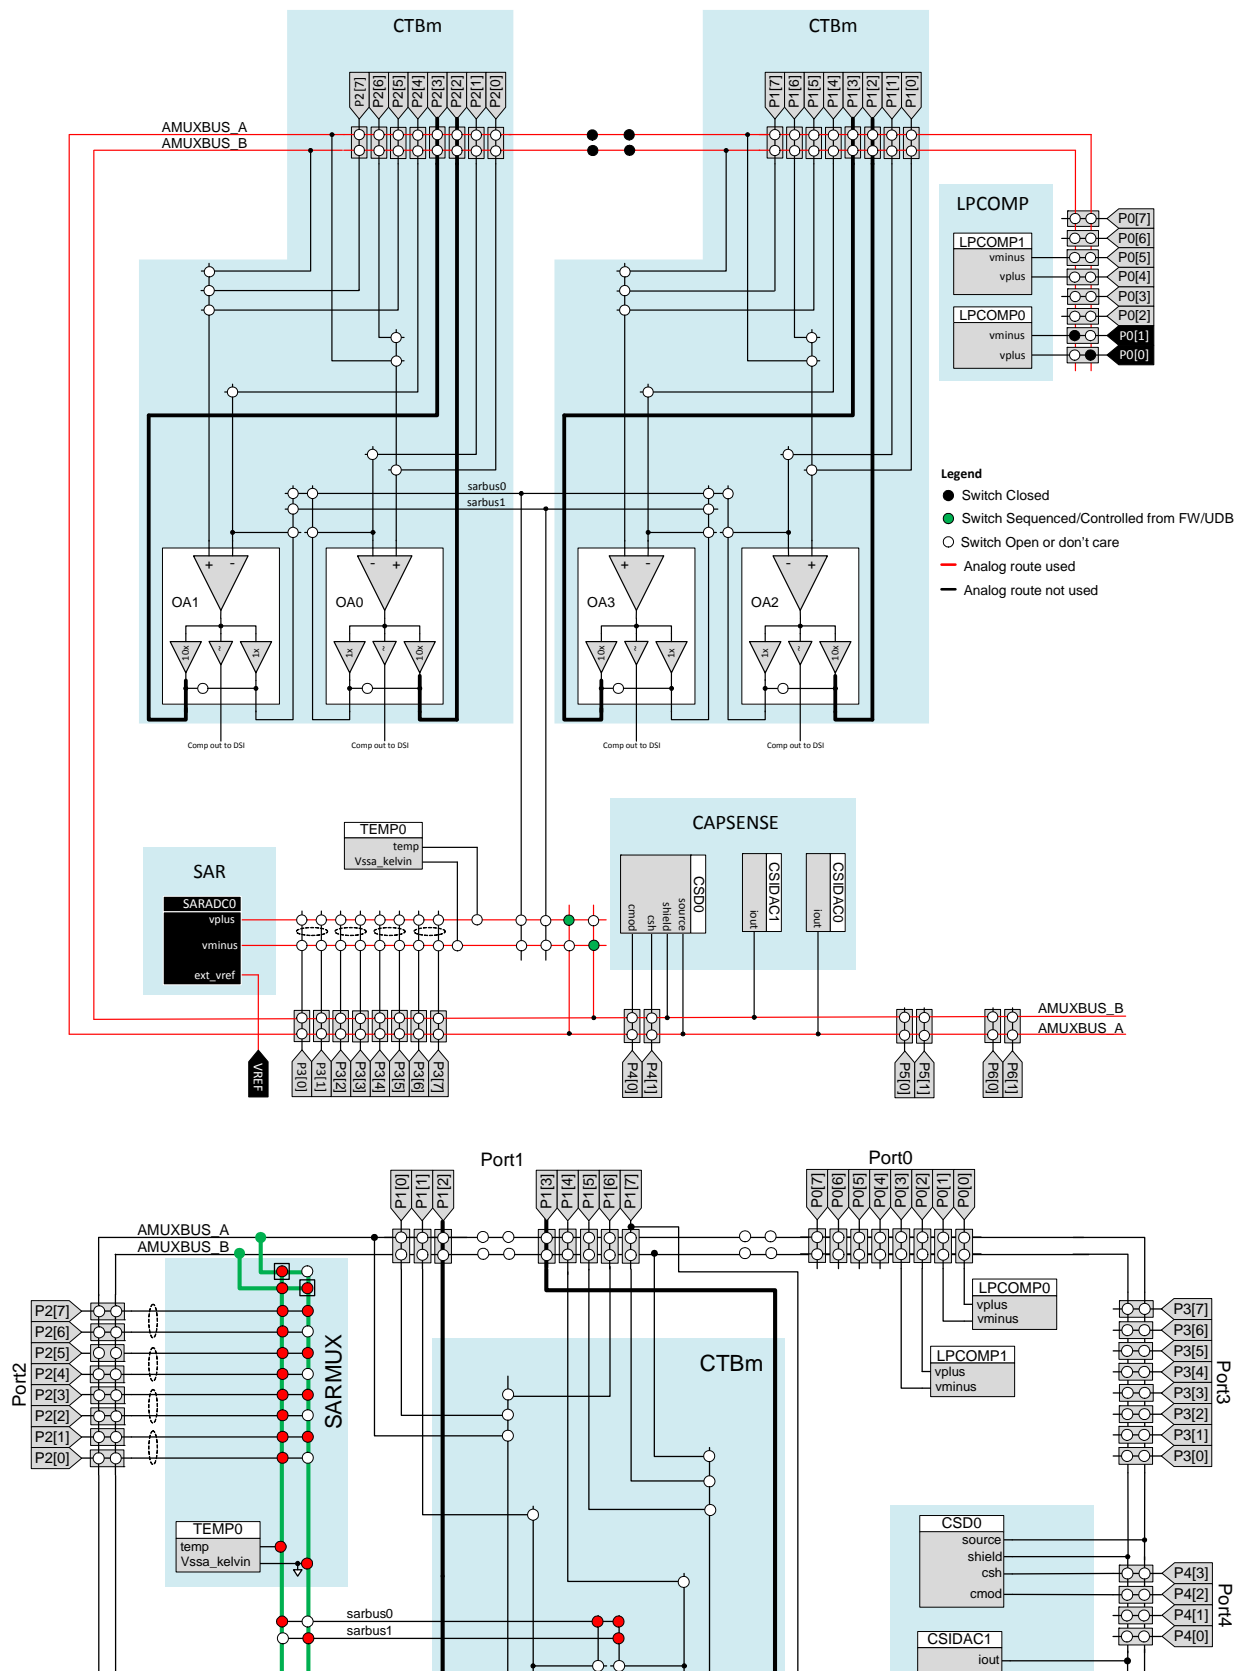 CTBm
CTBm
P2[7]
P2[6]
P2[5]
P2[4]
P2[3]
P2[2]
P2[1]
P2[0]
P1[7]
P1[6]
P1[5]
P1[4]
P1[3]
P1[2]
P1[1]
P1[0]
AMUXBUS_A
AMUXBUS_B
LPCOMP
LPCOMP1
vminus
vplus
LPCOMP0
vminus
vplus
P0[7]
P0[6]
P0[5]
P0[4]
P0[3]
P0[2]
P0[1]
P0[0]
Legend
Switch Closed
Switch Sequenced/Controlled from FW/UDB
Switch Open or don't care
Analog route used
Analog route not used
sarbus0
sarbus1
+ -
OA1
10x
~
1x
- +
OA0
1x
~
10x
+ -
OA3
10x
~
1x
- +
OA2
1x
~
10x
Comp out to DSI
Comp out to DSI
Comp out to DSI
Comp out to DSI
TEMP0
temp
Vssa_kelvin
CAPSENSE
CSD0
cmod
csh
shield
source
CSIDAC1
iout
CSIDAC0
iout
SAR
SARADC0
vplus
vminus
ext_vref
VREF
AMUXBUS_B
AMUXBUS_A
P3[0]
P3[1]
P3[2]
P3[3]
P3[4]
P3[5]
P3[6]
P3[7]
P4[0]
P4[1]
P5[0]
P5[1]
P6[0]
P6[1]
Port1
Port0
P1[0]
P1[1]
P1[2]
P1[3]
P1[4]
P1[5]
P1[6]
P1[7]
P0[7]
P0[6]
P0[5]
P0[4]
P0[3]
P0[2]
P0[1]
P0[0]
AMUXBUS_A
AMUXBUS_B
Port2
P2[7]
P2[6]
P2[5]
P2[4]
P2[3]
P2[2]
P2[1]
P2[0]
SARMUX
CTBm
LPCOMP0
vplus
vminus
LPCOMP1
vplus
vminus
P3[7]
P3[6]
P3[5]
P3[4]
P3[3]
P3[2]
P3[1]
P3[0]
Port3
TEMP0
temp
Vssa_kelvin
sarbus0
sarbus1
CSD0
source
shield
csh
cmod
CSIDAC1
iout
P4[3]
P4[2]
P4[1]
P4[0]
Port4